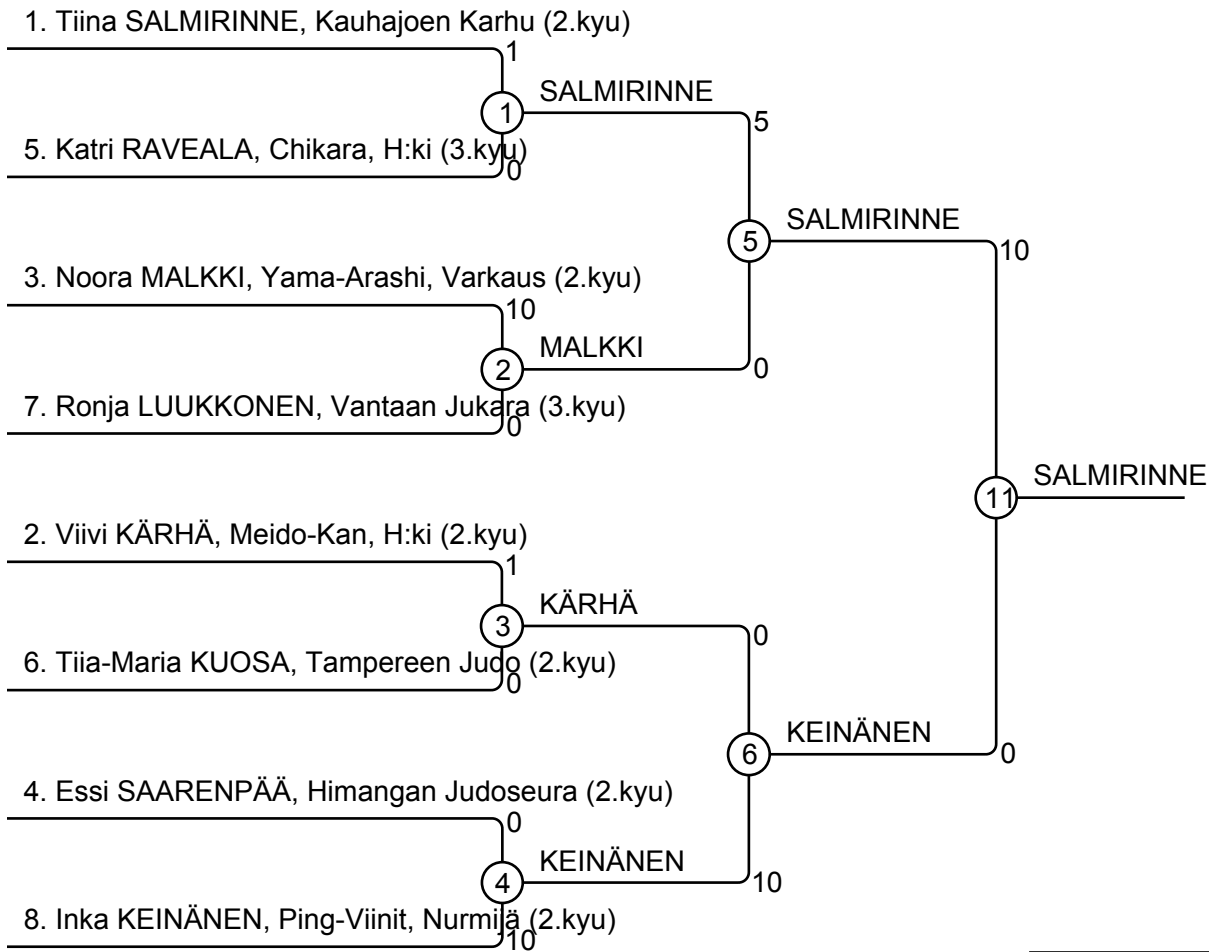 1. Tiina SALMIRINNE, Kauhajoen Karhu (2.kyu)
1
1
SALMIRINNE
5
5. Katri RAVEALA, Chikara, H:ki (3.kyu)
0
5
SALMIRINNE
10
3. Noora MALKKI, Yama-Arashi, Varkaus (2.kyu)
10
2
MALKKI
0
7. Ronja LUUKKONEN, Vantaan Jukara (3.kyu)
0
11
SALMIRINNE
2. Viivi KÄRHÄ, Meido-Kan, H:ki (2.kyu)
1
3
KÄRHÄ
0
6. Tiia-Maria KUOSA, Tampereen Judo (2.kyu)
0
6
KEINÄNEN
0
4. Essi SAARENPÄÄ, Himangan Judoseura (2.kyu)
0
4
KEINÄNEN
10
8. Inka KEINÄNEN, Ping-Viinit, Nurmijä (2.kyu)
10